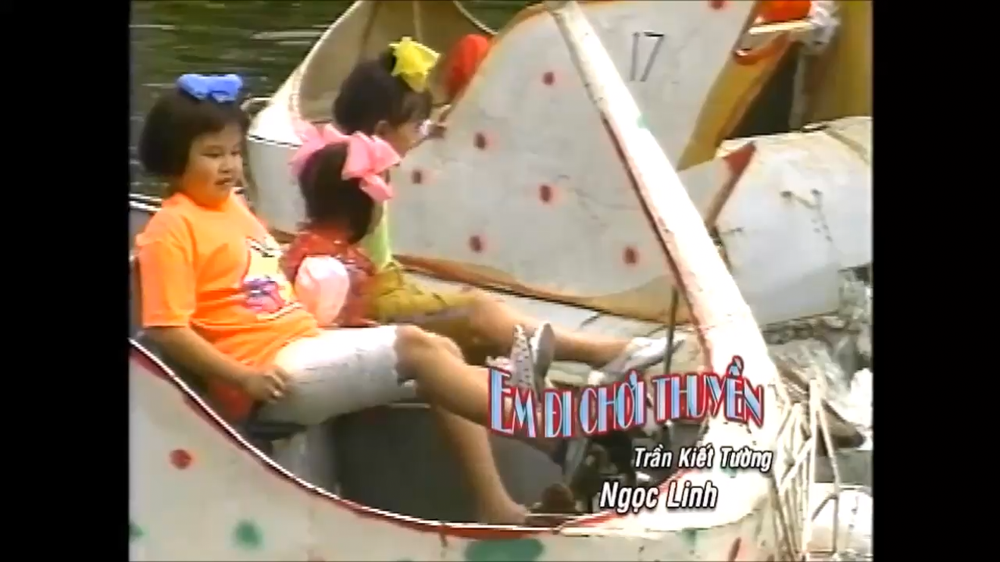 17
EM ĐI CHƠI THUYỀN
Trần Kiết Tường
Ngọc Linh